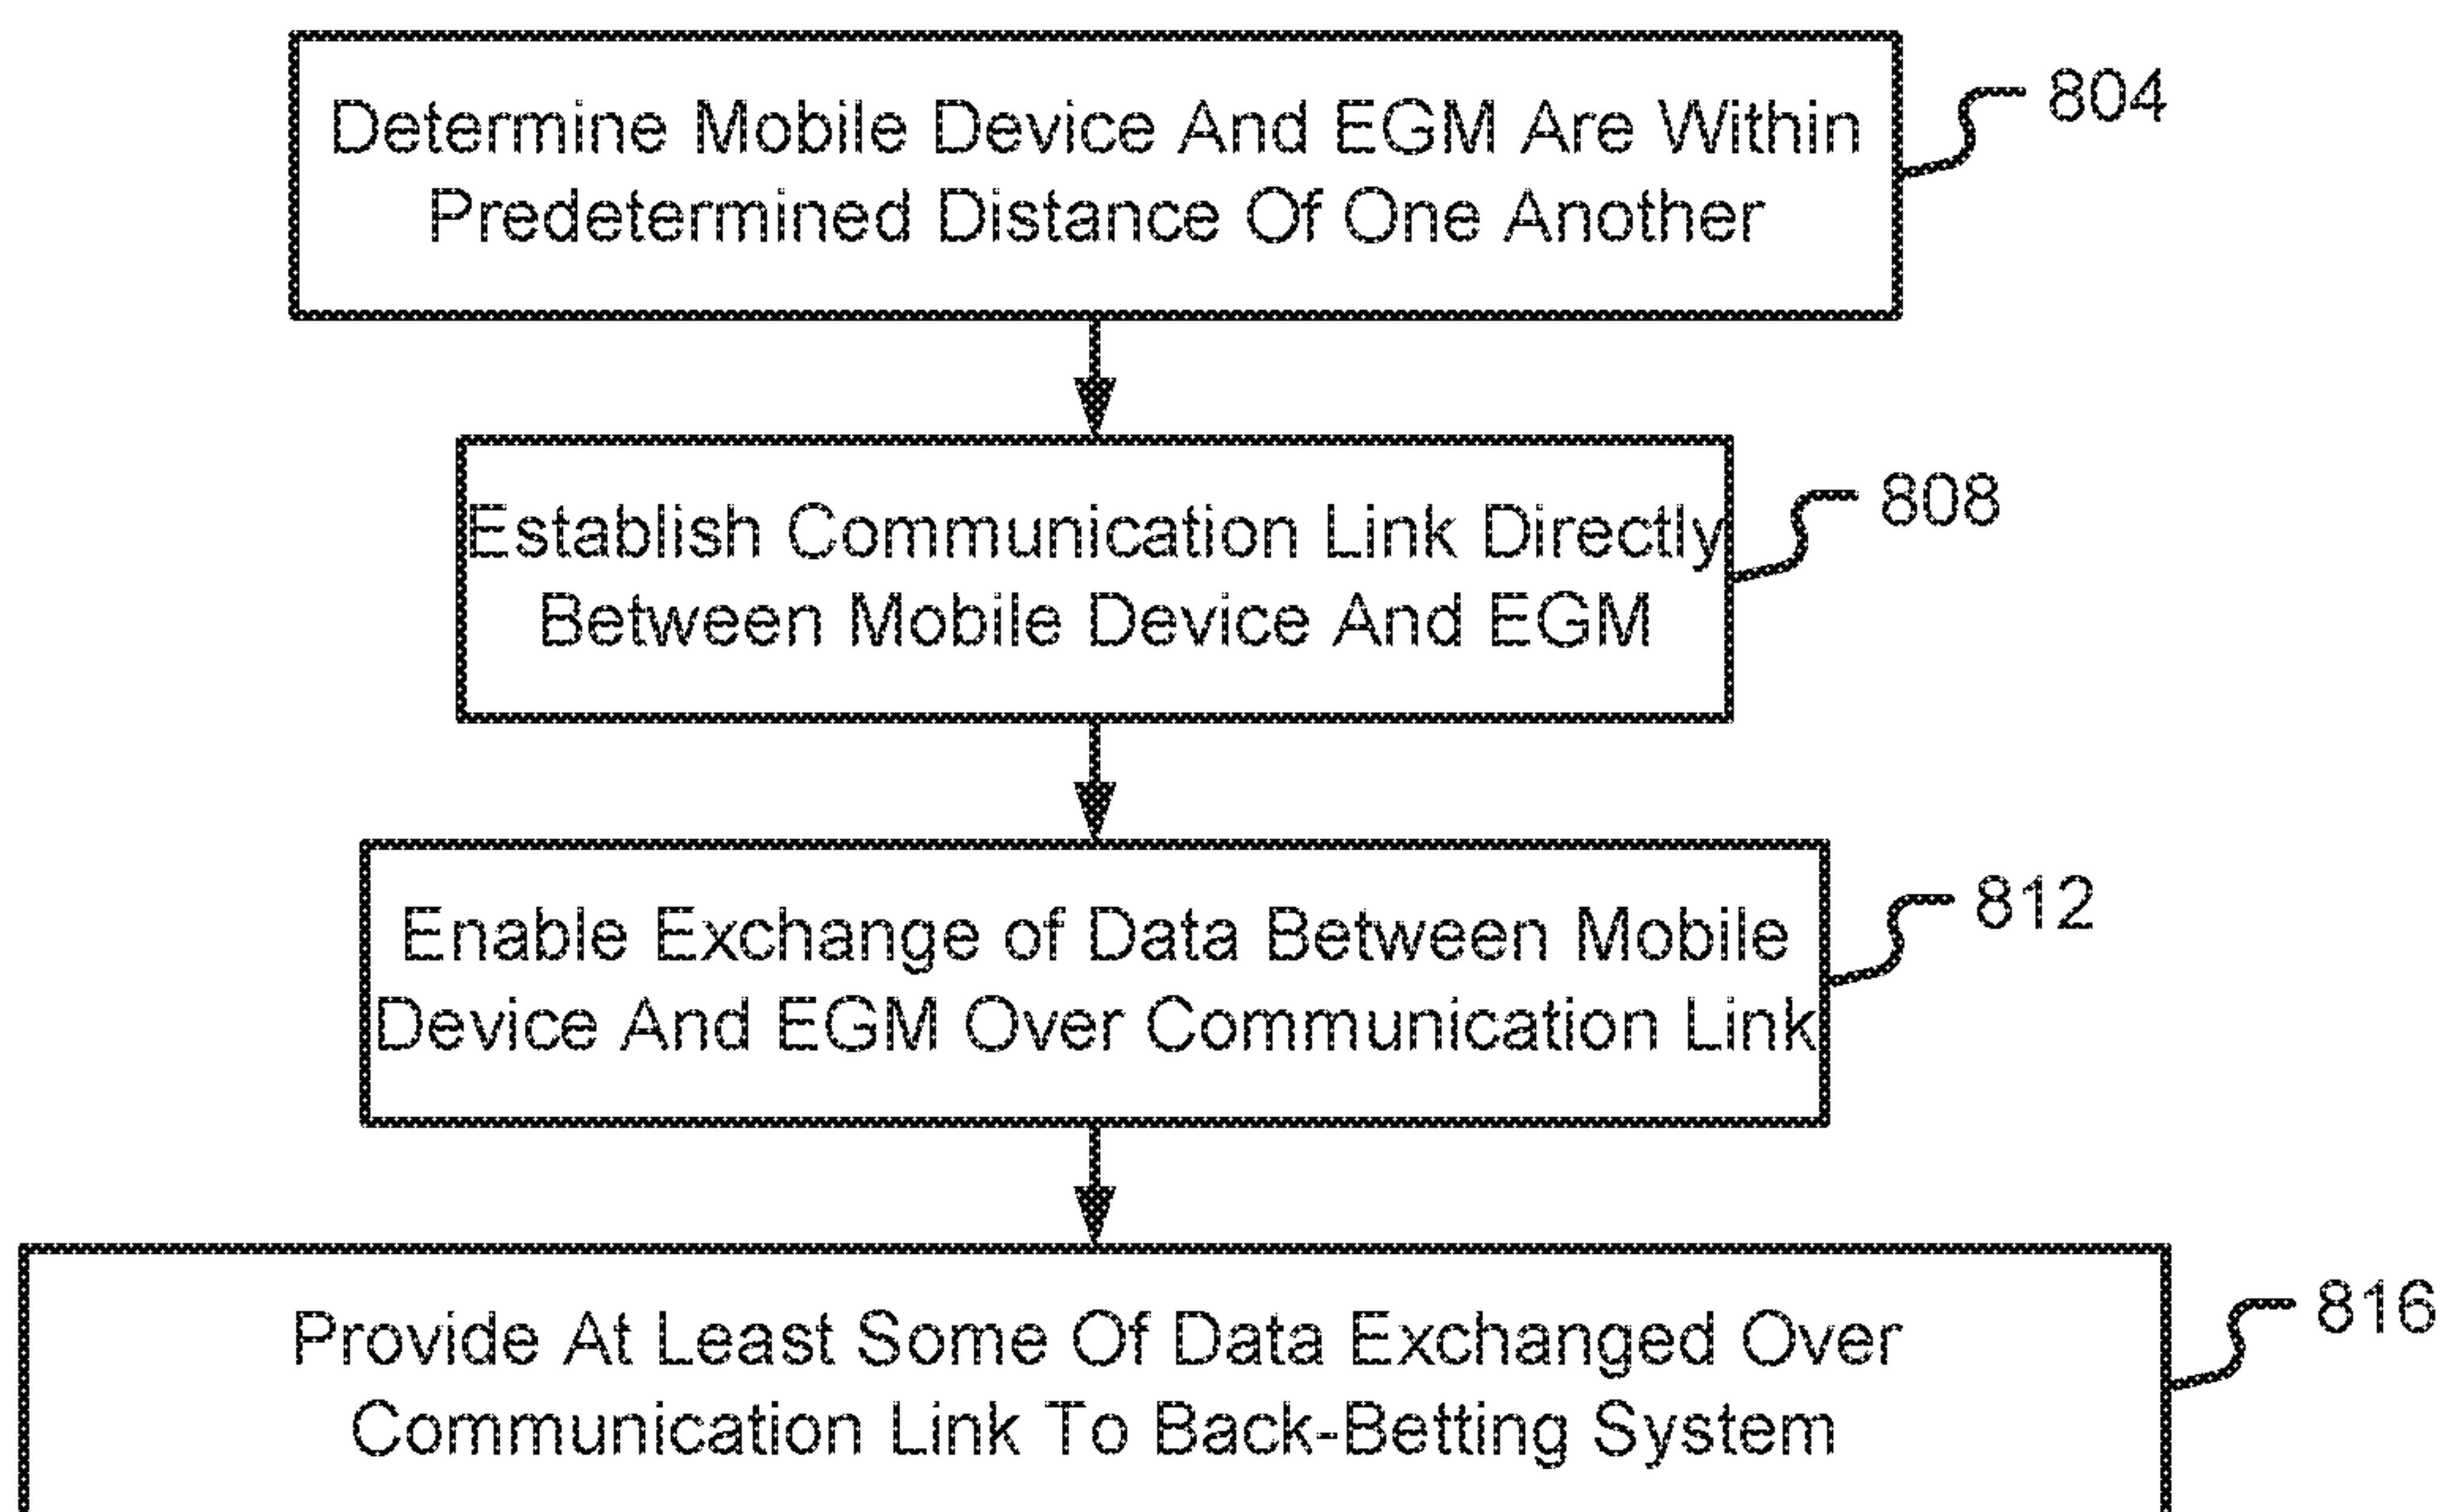 Determine Mobile Device And EGM Are Within
Predetermined Distance Of One Another
804
Establish Communication Link Directly
Between Mobile Device And EGM
808
Enable Exchange of Data Between Mobile
Device And EGM Over Communication Link
812
Provide At Least Some Of Data Exchanged Over
Communication Link To Back-Betting System
816